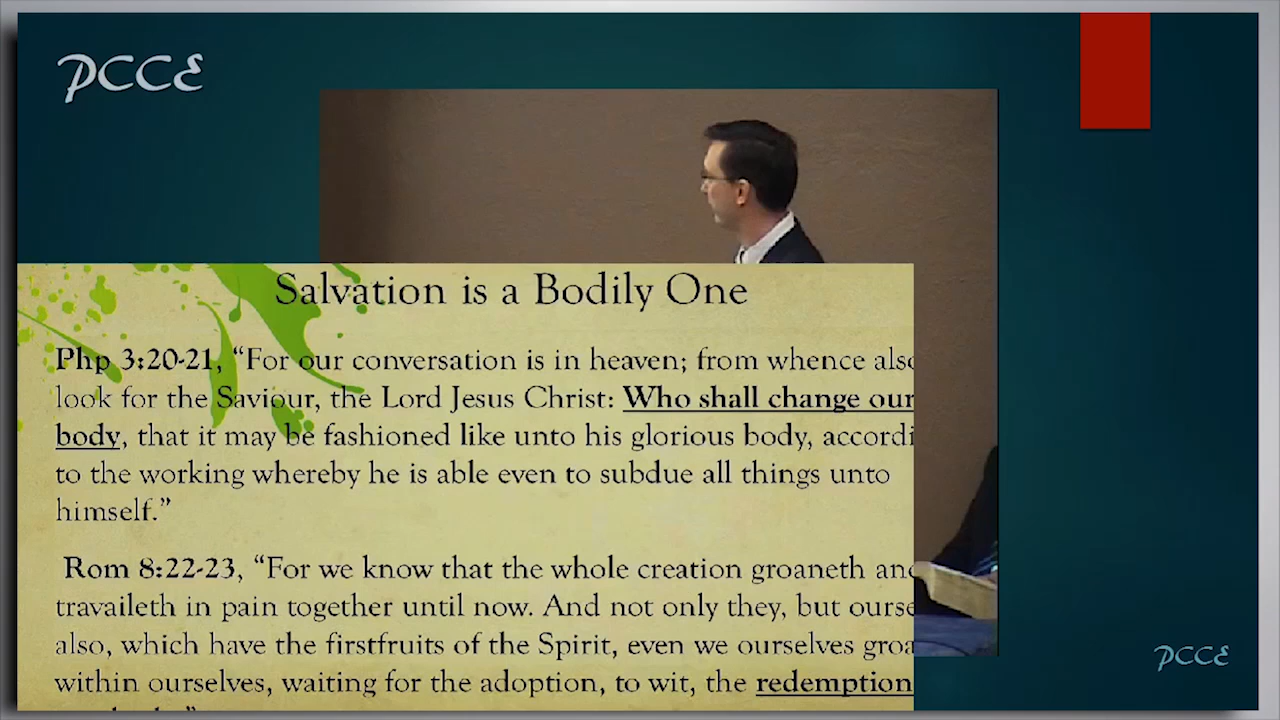 PCCE
Salvation is a Bodily One
Php 3:20-21, "For our conversation is in heaven; from whence also
look for the Saviour, the Lord Jesus Christ: Who shall change our
body, that it may be fashioned like unto his glorious body, accordi
to the working whereby he is able even to subdue all things unto
himself."
Rom 8:22-23, "For we know that the whole creation groaneth and
travaileth in pain together until now. And not only they, but ourse
also, which have the firstfruits of the Spirit, even we ourselves groa
within ourselves, waiting for the adoption, to wit, the redemption
PCCE